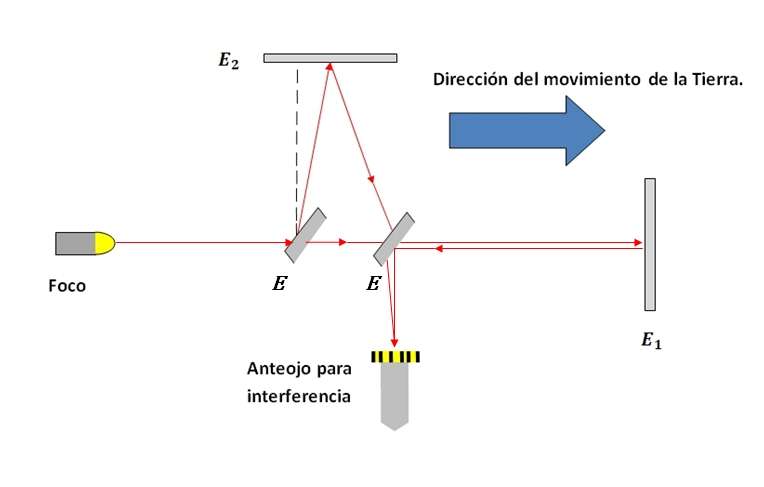 E₂
Dirección del movimiento de la Tierra.
Foco
E
E
E₁
Anteojo para
interferencia